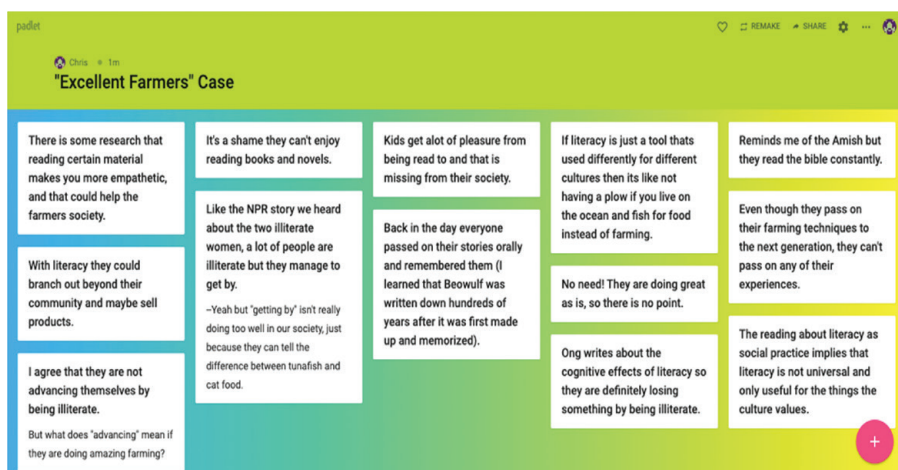 padlet
REMAKE
SHARE
Chris
1m
"Excellent Farmers" Case
There is some research that
reading certain material
makes you more empathetic,
and that could help the
farmers society.
With literacy they could
branch out beyond their
community and maybe sell
products.
I agree that they are not
advancing themselves by
being illiterate.
But what does "advancing" mean if
they are doing amazing farming?
It's a shame they can't enjoy
reading books and novels.
Like the NPR story we heard
about the two illiterate
women, a lot of people are
illiterate but they manage to
get by.
–Yeah but "getting by" isn't really
doing too well in our society, just
because they can tell the
difference between tunafish and
cat food.
Kids get alot of pleasure from
being read to and that is
missing from their society.
Back in the day everyone
passed on their stories orally
and remembered them (I
learned that Beowulf was
written down hundreds of
years after it was first made
up and memorized).
If literacy is just a tool thats
used differently for different
cultures then its like not
having a plow if you live on
the ocean and fish for food
instead of farming.
No need! They are doing great
as is, so there is no point.
Ong writes about the
cognitive effects of literacy so
they are definitely losing
something by being illiterate.
Reminds me of the Amish but
they read the bible constantly.
Even though they pass on
their farming techniques to
the next generation, they can't
pass on any of their
experiences.
The reading about literacy as
social practice implies that
literacy is not universal and
only useful for the things the
culture values.